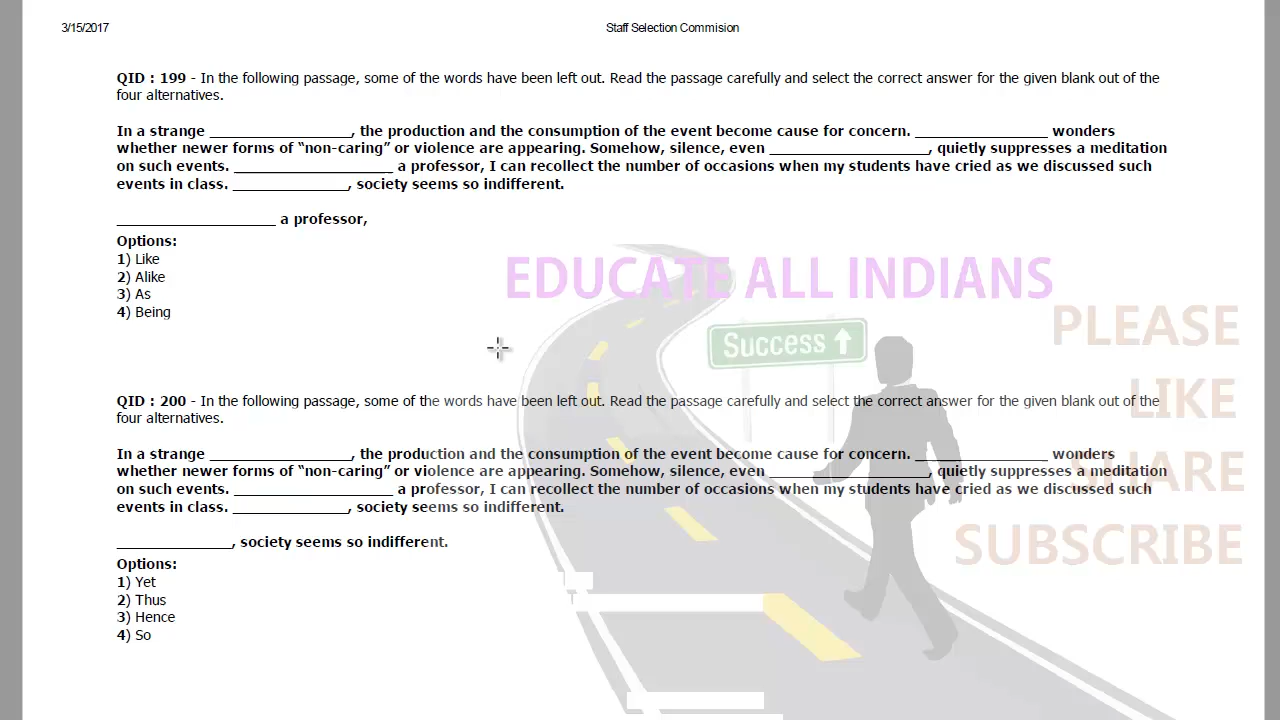 3/15/2017 Staff Selection Commision
QID : 199 - In the following passage, some of the words have been left out. Read the passage carefully and select the correct answer for the given blank out of the
four alternatives.
In a strange __________________, the production and the consumption of the event become cause for concern. _________________ wonders
whether newer forms of “non-caring” or violence are appearing. Somehow, silence, even ____________________, quietly suppresses a meditation
on such events. ____________________ a professor, I can recollect the number of occasions when my students have cried as we discussed such
events in class. _______________, society seems so indifferent.
____________________ a professor,
Options:
1) Like
2) Alike
3) As
4) Being
EDUCATE ALL INDIANS
PLEASE
LIKE
SHARE
SUBSCRIBE
Success
QID : 200 - In the following passage, some of the words have been left out. Read the passage carefully and select the correct answer for the given blank out of the
four alternatives.
In a strange __________________, the production and the consumption of the event become cause for concern. _________________ wonders
whether newer forms of “non-caring” or violence are appearing. Somehow, silence, even ____________________, quietly suppresses a meditation
on such events. ____________________ a professor, I can recollect the number of occasions when my students have cried as we discussed such
events in class. _______________, society seems so indifferent.
_______________, society seems so indifferent.
Options:
1) Yet
2) Thus
3) Hence
4) So